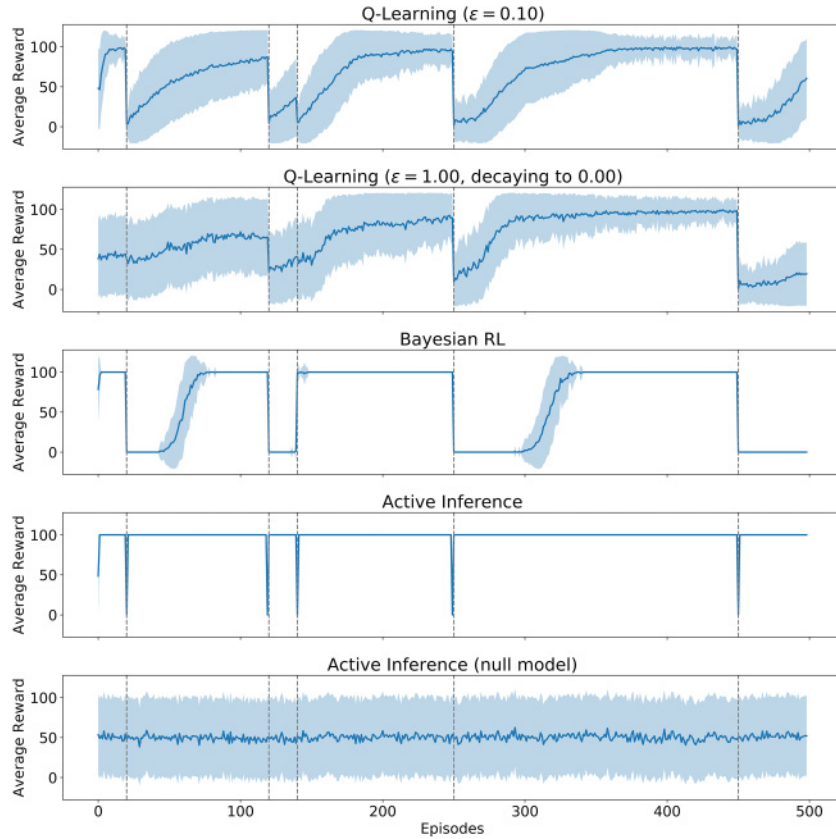 Q-Learning (ε = 0.10)
Average Reward
100
50
0
Q-Learning (ε = 1.00, decaying to 0.00)
Average Reward
100
50
0
Bayesian RL
Average Reward
100
50
0
Active Inference
Average Reward
100
50
0
Active Inference (null model)
Average Reward
100
50
0
0 100 200 300 400 500
Episodes